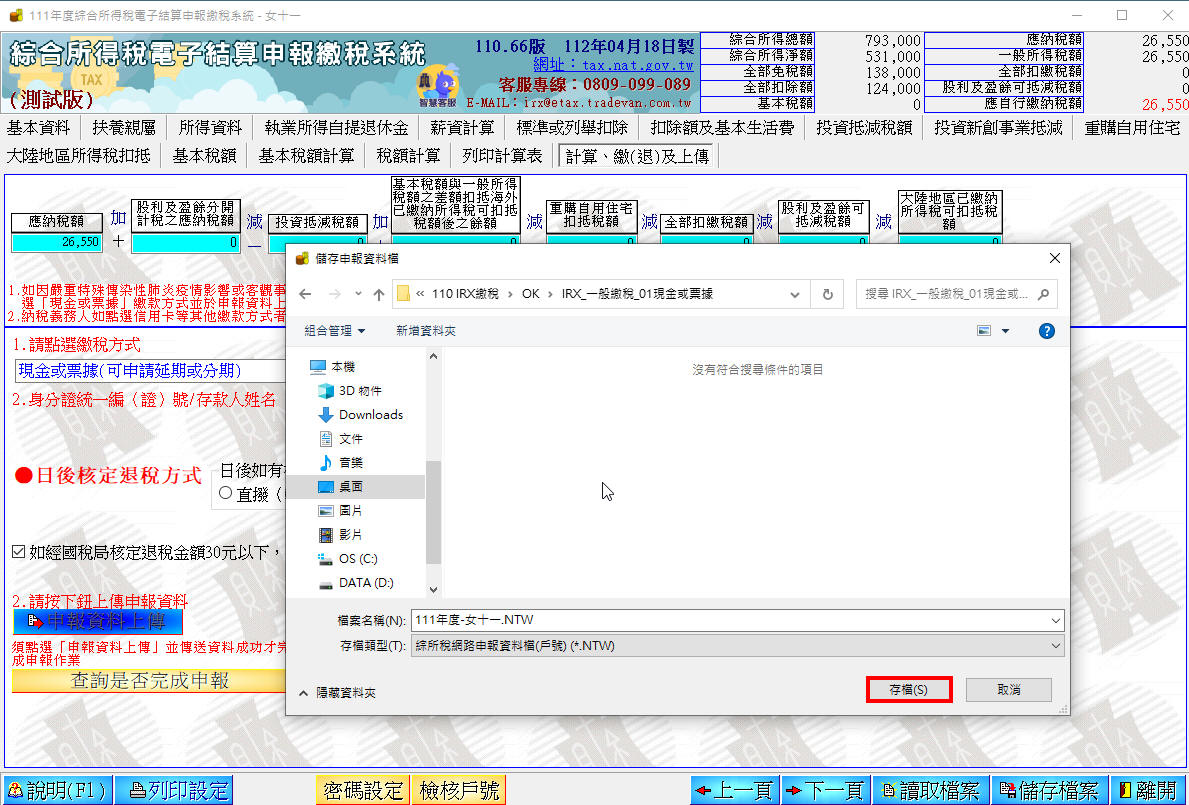 111年度綜合所得稅電子結算申報繳稅系統 - 女十一
綜合所得稅電子結算申報繳稅系統
(測試版)
TAX
智慧客服
110.66版 112年04月18日製
網址：tax.nat.gov.tw
客服專線：0809-099-089
E-MAIL：irx@etax.tradevan.com.tw
綜合所得總額 793,000 應納稅額 26,550
綜合所得淨額 531,000 一般所得稅額 26,550
全部免稅額 138,000 全部扣繳稅額 0
全部扣除額 124,000 股利及盈餘可抵減稅額 0
基本稅額 0 應自行繳納稅額 26,550
基本資料 扶養親屬 所得資料 執業所得自提退休金 薪資計算 標準或列舉扣除 扣除額及基本生活費 投資抵減稅額 投資新創事業抵減 重購自用住宅
大陸地區所得稅扣抵 基本稅額 基本稅額計算 稅額計算 列印計算表 計算、繳(退)及上傳
應納稅額
26,550
加
＋
股利及盈餘分開
計稅之應納稅額
0
減
－
投資抵減稅額
加
基本稅額與一般所得
稅額之差額扣抵海外
已繳納所得稅可扣抵
稅額後之餘額
減
重購自用住宅
扣抵稅額
減
全部扣繳稅額
減
股利及盈餘可
抵減稅額
減
大陸地區已繳納
所得稅可扣抵稅
額
1.如因嚴重特殊傳染性肺炎疫情影響或客觀事
選「現金或票據」繳款方式並於申報資料上
2.納稅義務人如點選信用卡等其他繳款方式者
1.請點選繳稅方式
現金或票據(可申請延期或分期)
2.身分證統一編（證）號/存款人姓名
●日後核定退稅方式
日後如有
直撥（
如經國稅局核定退稅金額30元以下，
2.請按下鈕上傳申報資料
申報資料上傳
須點選「申報資料上傳」並傳送資料成功才完
成申報作業
查詢是否完成申報
儲存申報資料檔
« 110 IRX繳稅 › OK › IRX_一般繳稅_01現金或票據
搜尋 IRX_一般繳稅_01現金或...
組合管理 新增資料夾
本機
3D 物件
Downloads
文件
音樂
桌面
圖片
影片
OS (C:)
DATA (D:)
沒有符合搜尋條件的項目
檔案名稱(N): 111年度-女十一.NTW
存檔類型(T): 綜所稅網路申報資料檔(戶號) (*.NTW)
隱藏資料夾
存檔(S)
取消
說明(F1) 列印設定 密碼設定 檢核戶號 上一頁 下一頁 讀取檔案 儲存檔案 離開